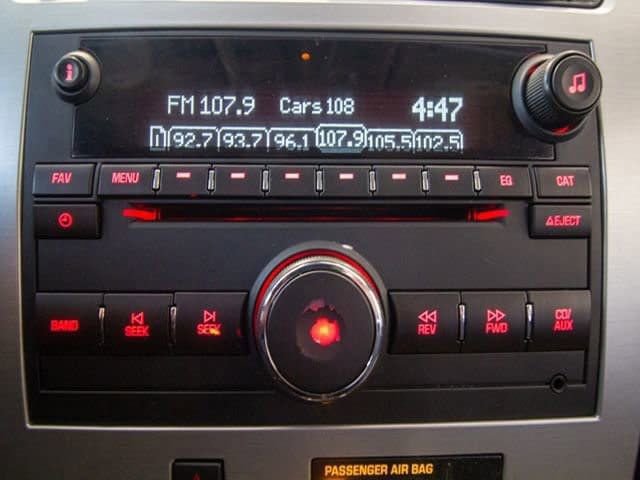 FM 107.9 Cars 108 4:47
1 92.7 93.7 96.1 107.9 105.5 102.5
FAV MENU EQ CAT
EJECT
BAND SEEK SEEK REV FWD CD/
AUX
PASSENGER AIR BAG